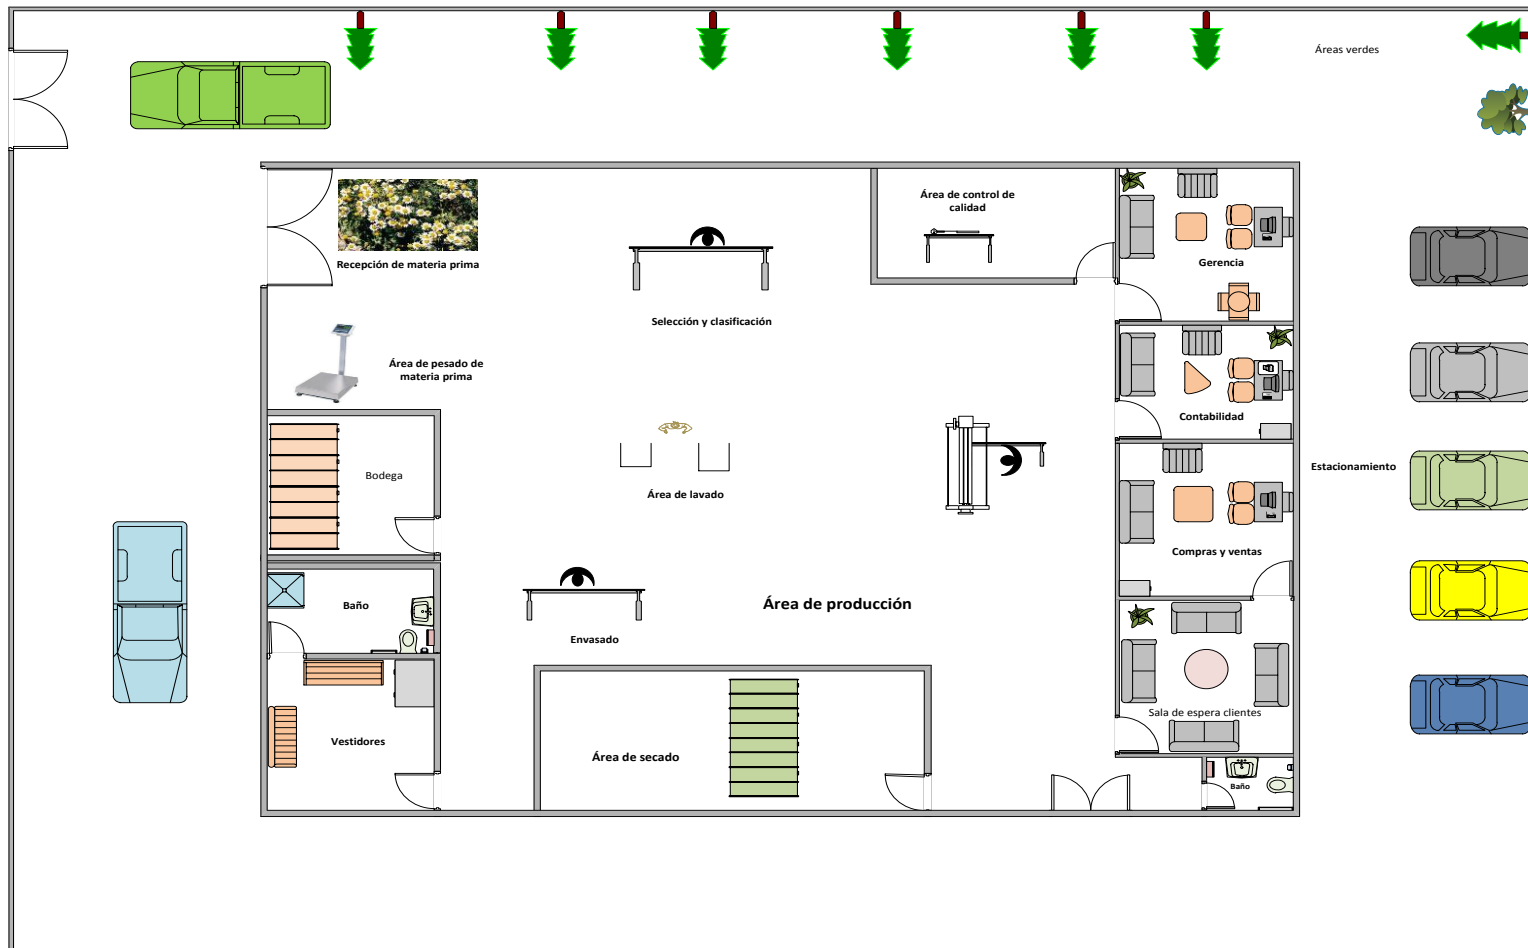 Áreas verdes
Área de control de
calidad
Recepción de materia prima
Gerencia
Selección y clasificación
Área de pesado de
materia prima
Contabilidad
Bodega
Estacionamiento
Área de lavado
Compras y ventas
Baño
Área de producción
Envasado
Sala de espera clientes
Vestidores
Área de secado
Baño